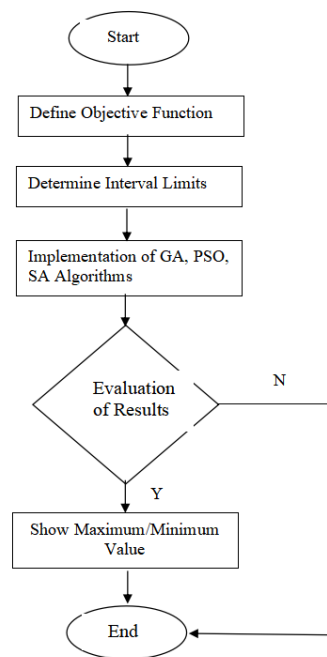 Start
Define Objective Function
Determine Interval Limits
Implementation of GA, PSO,
SA Algorithms
Evaluation
of Results
N
Y
Show Maximum/Minimum
Value
End